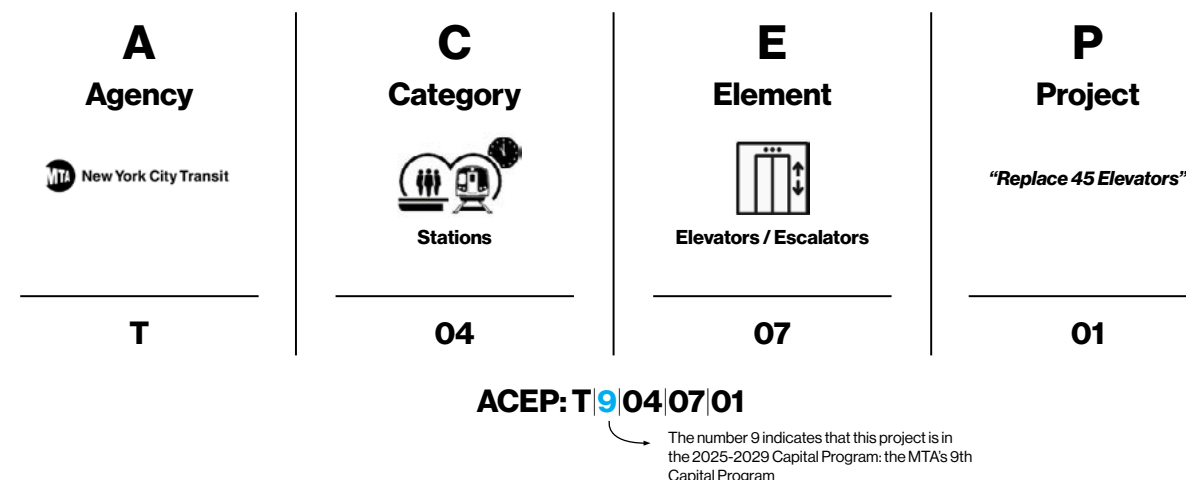 A
Agency
MTA New York City Transit
T
C
Category
Stations
04
E
Element
Elevators / Escalators
07
P
Project
“Replace 45 Elevators”
01
ACEP: T|9|04|07|01
The number 9 indicates that this project is in
the 2025-2029 Capital Program: the MTA’s 9th
Capital Program